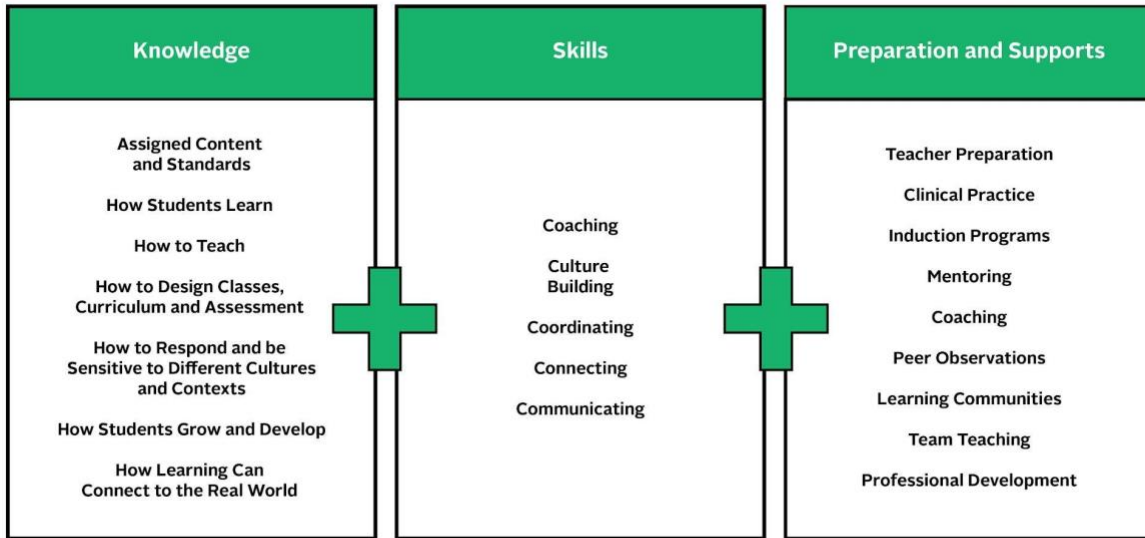 Knowledge
Assigned Content
and Standards
How Students Learn
How to Teach
How to Design Classes,
Curriculum and Assessment
How to Respond and be
Sensitive to Different Cultures
and Contexts
How Students Grow and Develop
How Learning Can
Connect to the Real World
Skills
Coaching
Culture
Building
Coordinating
Connecting
Communicating
Preparation and Supports
Teacher Preparation
Clinical Practice
Induction Programs
Mentoring
Coaching
Peer Observations
Learning Communities
Team Teaching
Professional Development